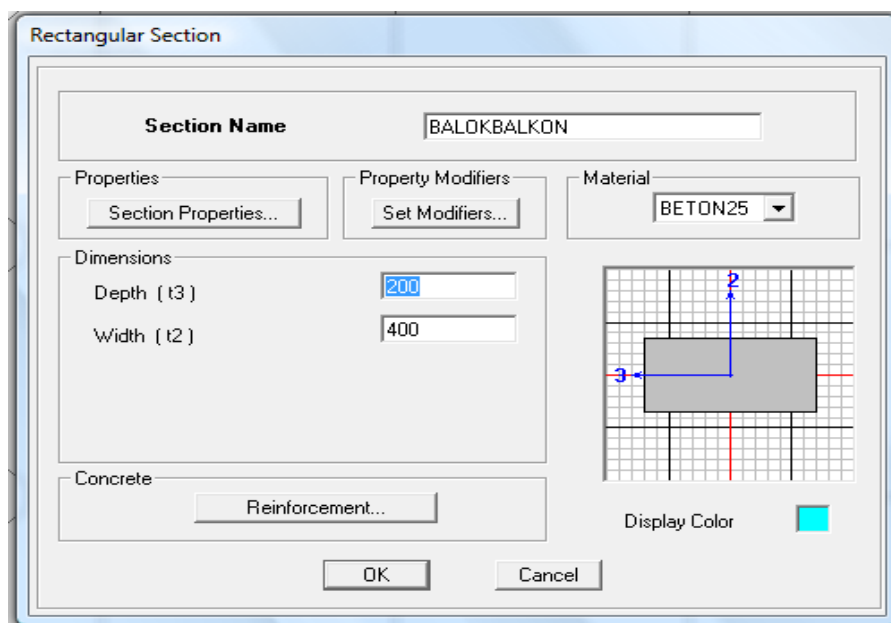 Rectangular Section
Section Name BALOKBALKON
Properties Property Modifiers Material
Section Properties... Set Modifiers... BETON25
Dimensions
Depth ( t3 ) 200
Width ( t2 ) 400
2
3
Concrete
Reinforcement...
Display Color
OK Cancel